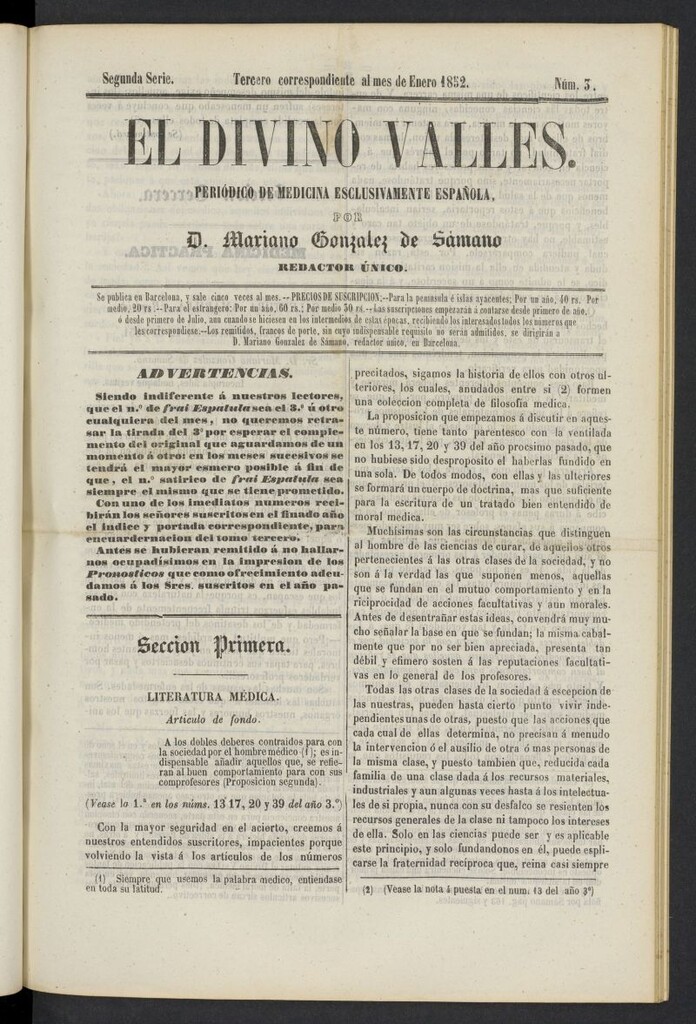 Segunda Serie. Tercero correspondiente al mes de Enero 1852. Núm. 3.
EL DIVINO VALLES.
PERIÓDICO DE MEDICINA ESCLUSIVAMENTE ESPAÑOLA,
POR
D. Mariano Gonzalez de Sámano
REDACTOR ÚNICO.
Se publica en Barcelona, y sale cinco veces al mes.--PRECIOS DE SUSCRIPCION:--Para la peninsula é islas ayacentes; Por un año, 40 rs. Por
medio, 20 rs.:--Para el estrangero: Por un año, 60 rs.; Por medio 30 rs.--Las suscripciones empezarán á contarse desde primero de año,
ó desde primero de Julio, aun cuando se hiciesen en los intermedios de estas épocas, recibiendo los interesados todos los números que
les correspondiese.--Los remitidos, francos de porte, sin cuyo indispensable requisito no serán admitidos, se dirigirán á
D. Mariano Gonzalez de Sámano, redactor único, en Barcelona.
ADVERTENCIAS.
Siendo indiferente á nuestros lectores,
que el n.º de frai Espatula sea el 3.º ú otro
cualquiera del mes, no queremos retra-
sar la tirada del 3º por esperar el comple-
mento del original que aguardamos de un
momento á otro: en los meses sucesivos se
tendrá el mayor esmero posible á fin de
que, el n.º satirico de frai Espatula sea
siempre el mismo que se tiene prometido.
Con uno de los imediatos numeros reci-
birán los señores suscritos en el finado año
el indice y portada correspondiente, para
encuardernacion del tomo tercero.
Antes se hubieran remitido á no hallar-
nos ocupadísimos en la impresion de los
Pronosticos que como ofrecimiento adeu-
damos á los Sres. suscritos en el año pa-
sado.
Seccion Primera.
LITERATURA MÉDICA.
Articulo de fondo.
A los dobles deberes contraidos para con
la sociedad por el hombre médico (1); es in-
dispensable añadir aquellos que, se refie-
ran al buen comportamiento para con sus
comprofesores (Proposicion segunda).
(Vease la 1.ª en los núms. 13 17, 20 y 39 del año 3.º)
Con la mayor seguridad en el acierto, creemos á
nuestros entendidos suscritores, impacientes porque
volviendo la vista á los artículos de los números
(1) Siempre que usemos la palabra medico, entiendase
en toda su latitud.
precitados, sigamos la historia de ellos con otros ul-
teriores, los cuales, anudados entre si (2) formen
una coleccion completa de filosofia medica.
La proposicion que empezamos á discutir en aques-
te número, tiene tanto parentesco con la ventilada
en los 13, 17, 20 y 39 del año procsimo pasado, que
no hubiese sido desproposito el haberlas fundido en
una sola. De todos modos, con ellas y las ulteriores
se formará un cuerpo de doctrina, mas que suficiente
para la escritura de un tratado bien entendido de
moral medica.
Muchísimas son las circunstancias que distinguen
al hombre de las ciencias de curar, de aquellos otros
pertenecientes á las otras clases de la sociedad, y no
son á la verdad las que suponen menos, aquellas
que se fundan en el mutuo comportamiento y en la
riciprocidad de acciones facultativas y aun morales.
Antes de desentrañar estas ideas, convendrá muy mu-
cho señalar la base en que se fundan; la misma cabal-
mente que por no ser bien apreciada, presenta tan
débil y efimero sosten á las reputaciones facultati-
vas en lo general de los profesores.
Todas las otras clases de la sociedad á escepcion de
las nuestras, pueden hasta cierto punto vivir inde-
pendientes unas de otras, puesto que las acciones que
cada cual de ellas determina, no precisan á menudo
la intervencion ó el ausilio de otra ó mas personas de
la misma clase, y puesto tambien que, reducida cada
familia de una clase dada á los recursos materiales,
industriales y aun algunas veces hasta á los intelectua-
les de si propia, nunca con su desfalco se resienten los
recursos generales de la clase ni tampoco los intereses
de ella. Solo en las ciencias puede ser y es aplicable
este principio, y solo fundandonos en él, puede espli-
carse la fraternidad recíproca que, reina casi siempre
(2) (Vease la nota á puesta en el num. 13 del año 3º)